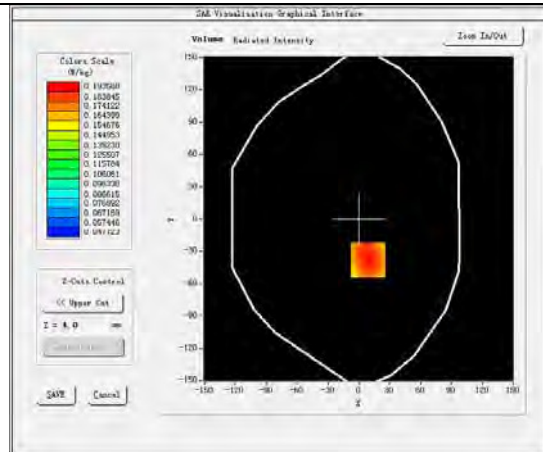 SAR Visualisation Graphical Interface
Volume Radiated Intensity
Zoom In/Out
Colors Scale
(W/kg)
0.193568
0.183845
0.174122
0.164399
0.154676
0.144953
0.135230
0.125507
0.115784
0.106061
0.096338
0.086615
0.076892
0.067169
0.057446
0.047723
150
120
90
60
30
0
-30
-60
-90
-120
-150
Y
-150 -120 -90 -60 -30 0 30 60 90 120 150
X
Z-Cuts Control
<< Upper Cut
Z = 4.0 mm
SAVE Cancel